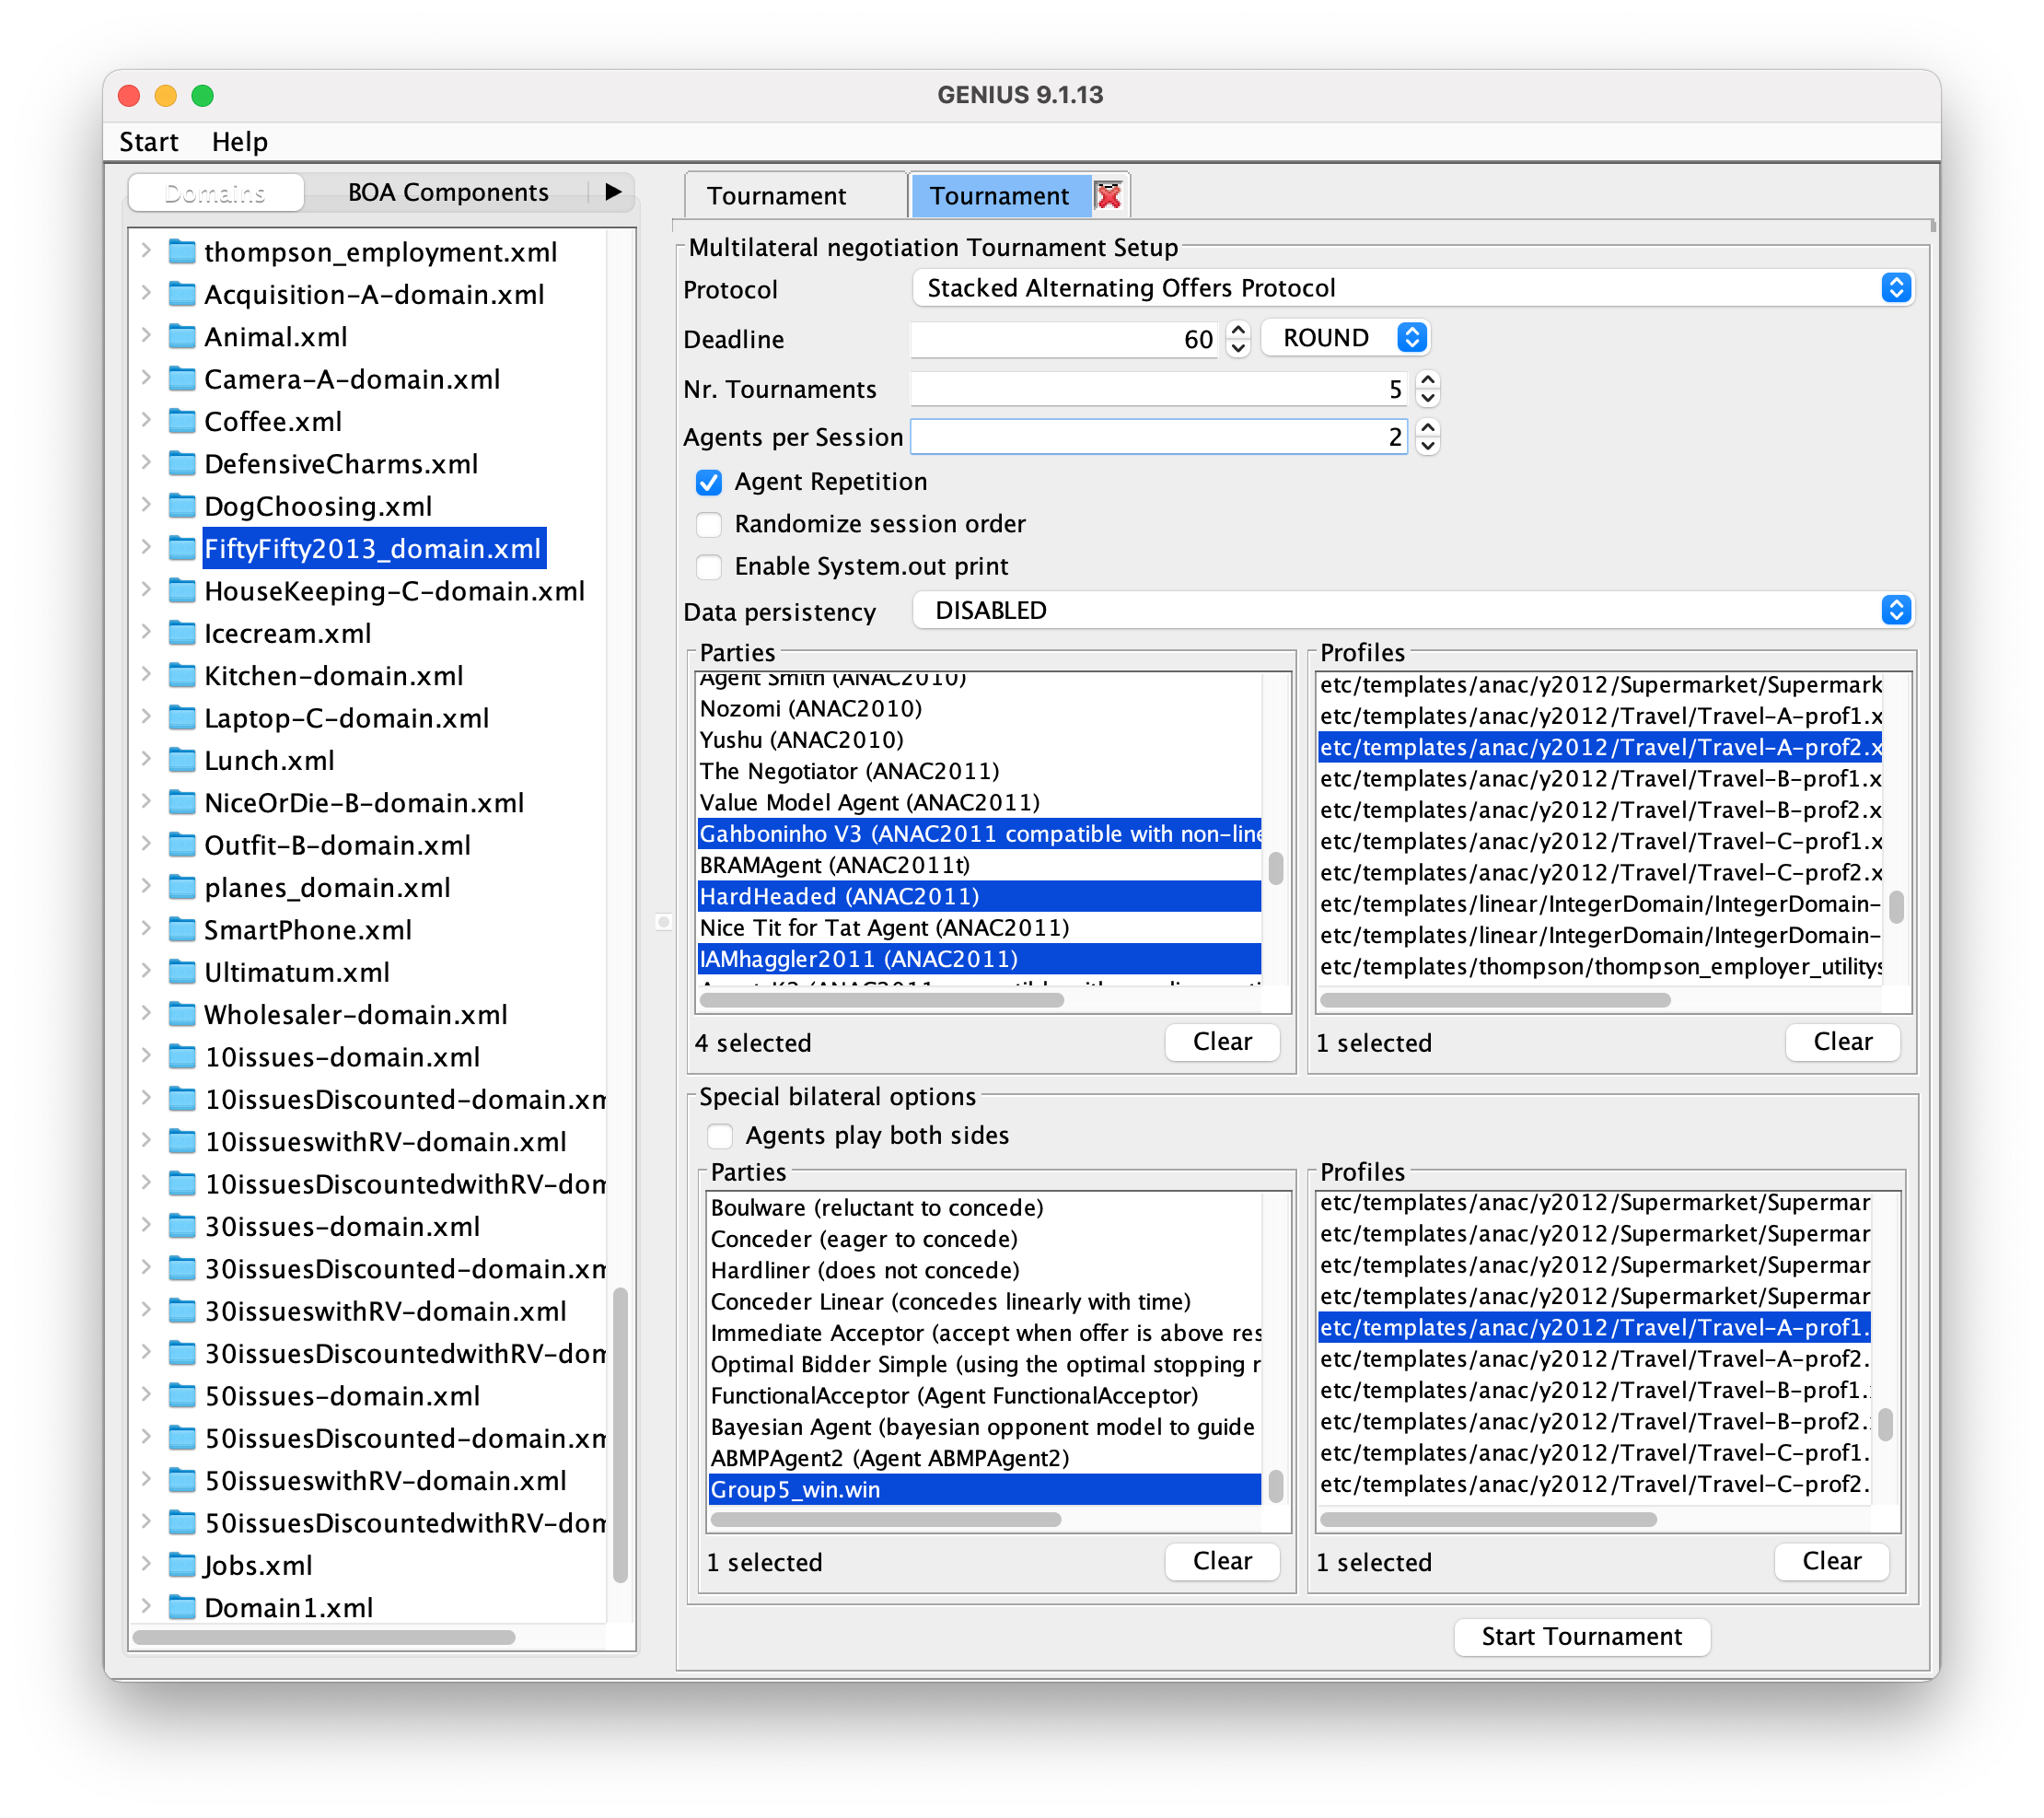 GENIUS 9.1.13
Start Help
Domains BOA Components
thompson_employment.xml
Acquisition-A-domain.xml
Animal.xml
Camera-A-domain.xml
Coffee.xml
DefensiveCharms.xml
DogChoosing.xml
FiftyFifty2013_domain.xml
HouseKeeping-C-domain.xml
Icecream.xml
Kitchen-domain.xml
Laptop-C-domain.xml
Lunch.xml
NiceOrDie-B-domain.xml
Outfit-B-domain.xml
planes_domain.xml
SmartPhone.xml
Ultimatum.xml
Wholesaler-domain.xml
10issues-domain.xml
10issuesDiscounted-domain.xm
10issueswithRV-domain.xml
10issuesDiscountedwithRV-dom
30issues-domain.xml
30issuesDiscounted-domain.xm
30issueswithRV-domain.xml
30issuesDiscountedwithRV-dom
50issues-domain.xml
50issuesDiscounted-domain.xm
50issueswithRV-domain.xml
50issuesDiscountedwithRV-dom
Jobs.xml
Domain1.xml
Tournament Tournament
Multilateral negotiation Tournament Setup
Protocol Stacked Alternating Offers Protocol
Deadline 60 ROUND
Nr. Tournaments 5
Agents per Session 2
Agent Repetition
Randomize session order
Enable System.out print
Data persistency DISABLED
Parties
Agent Smith (ANAC2010)
Nozomi (ANAC2010)
Yushu (ANAC2010)
The Negotiator (ANAC2011)
Value Model Agent (ANAC2011)
Gahboninho V3 (ANAC2011 compatible with non-line
BRAMAgent (ANAC2011t)
HardHeaded (ANAC2011)
Nice Tit for Tat Agent (ANAC2011)
IAMhaggler2011 (ANAC2011)
4 selected Clear
Profiles
etc/templates/anac/y2012/Supermarket/Supermark
etc/templates/anac/y2012/Travel/Travel-A-prof1.x
etc/templates/anac/y2012/Travel/Travel-A-prof2.x
etc/templates/anac/y2012/Travel/Travel-B-prof1.x
etc/templates/anac/y2012/Travel/Travel-B-prof2.x
etc/templates/anac/y2012/Travel/Travel-C-prof1.x
etc/templates/anac/y2012/Travel/Travel-C-prof2.x
etc/templates/linear/IntegerDomain/IntegerDomain-
etc/templates/linear/IntegerDomain/IntegerDomain-
etc/templates/thompson/thompson_employer_utilitys
1 selected Clear
Special bilateral options
Agents play both sides
Parties
Boulware (reluctant to concede)
Conceder (eager to concede)
Hardliner (does not concede)
Conceder Linear (concedes linearly with time)
Immediate Acceptor (accept when offer is above res
Optimal Bidder Simple (using the optimal stopping r
FunctionalAcceptor (Agent FunctionalAcceptor)
Bayesian Agent (bayesian opponent model to guide
ABMPAgent2 (Agent ABMPAgent2)
Group5_win.win
1 selected Clear
Profiles
etc/templates/anac/y2012/Supermarket/Supermar
etc/templates/anac/y2012/Supermarket/Supermar
etc/templates/anac/y2012/Supermarket/Supermar
etc/templates/anac/y2012/Supermarket/Supermar
etc/templates/anac/y2012/Travel/Travel-A-prof1.
etc/templates/anac/y2012/Travel/Travel-A-prof2.
etc/templates/anac/y2012/Travel/Travel-B-prof1.
etc/templates/anac/y2012/Travel/Travel-B-prof2.
etc/templates/anac/y2012/Travel/Travel-C-prof1.
etc/templates/anac/y2012/Travel/Travel-C-prof2.
1 selected Clear
Start Tournament